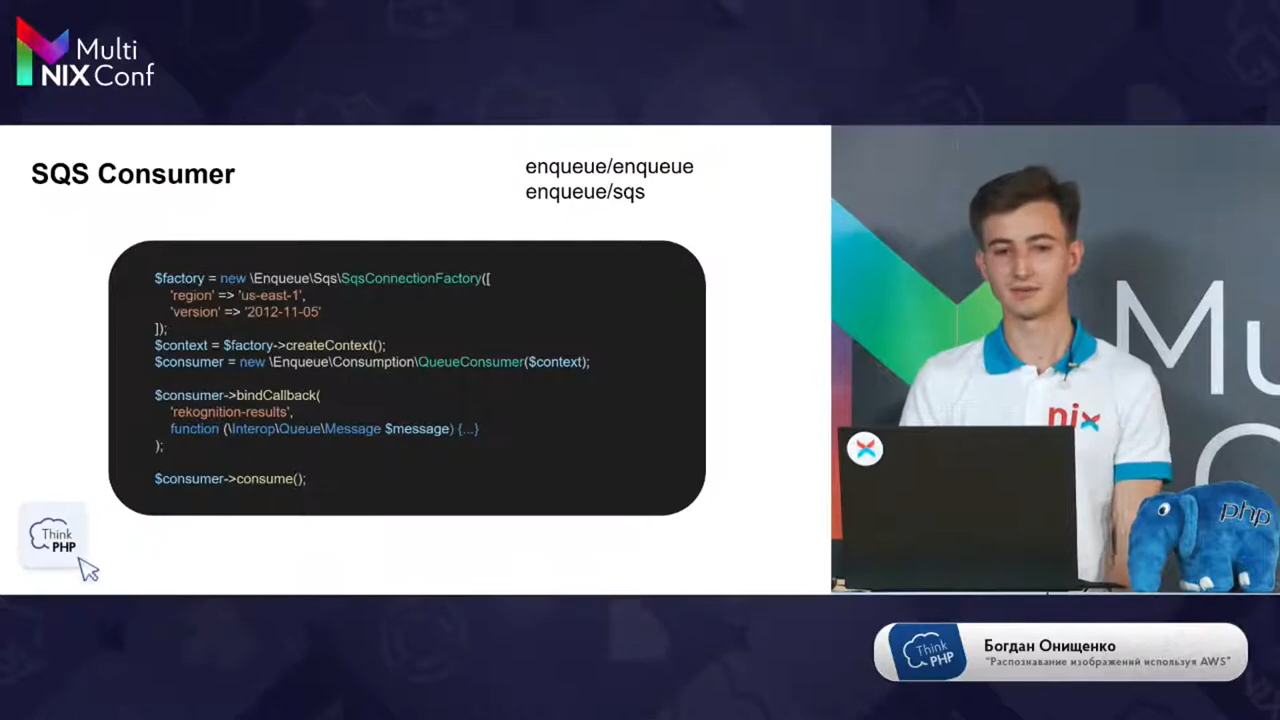 Multi
NIX Conf
SQS Consumer
enqueue/enqueue
enqueue/sqs
$factory = new \Enqueue\Sqs\SqsConnectionFactory([
'region' => 'us-east-1',
'version' => '2012-11-05'
]);
$context = $factory->createContext();
$consumer = new \Enqueue\Consumption\QueueConsumer($context);
$consumer->bindCallback(
'rekognition-results',
function (\Interop\Queue\Message $message) {...}
);
$consumer->consume();
Think
PHP
Mu
nix
php
Think
PHP
Богдан Онищенко
"Распознавание изображений используя AWS"